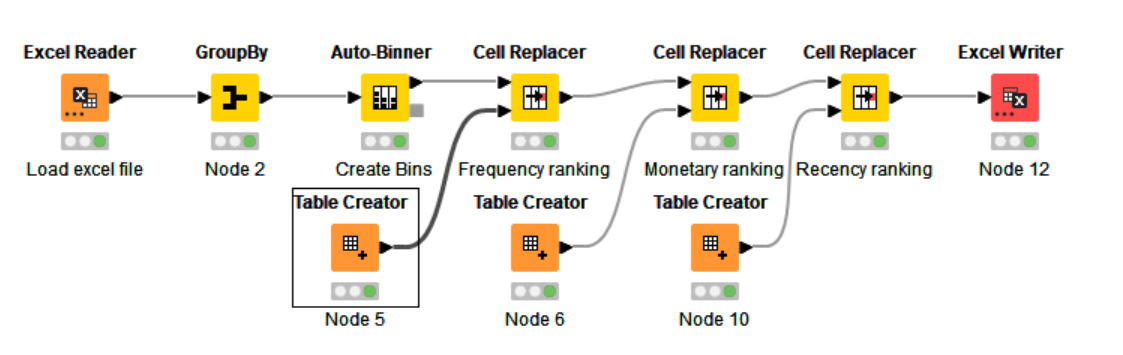 Excel Reader GroupBy Auto-Binner Cell Replacer Cell Replacer Cell Replacer Excel Writer
Load excel file Node 2 Create Bins Frequency ranking Monetary ranking Recency ranking Node 12
Table Creator Table Creator Table Creator
Node 5 Node 6 Node 10